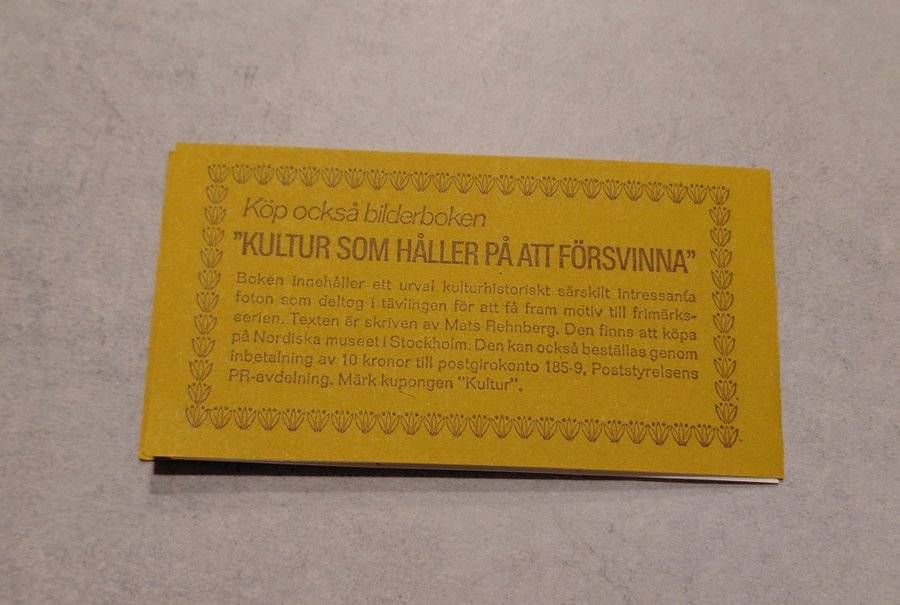 Köp också bilderboken
"KULTUR SOM HÅLLER PÅ ATT FÖRSVINNA"
Boken innehåller ett urval kulturhistoriskt särskilt intressanta
foton som deltog i tävlingen för att få fram motiv till frimärks-
serien. Texten är skriven av Mats Rehnberg. Den finns att köpa
på Nordiska museet i Stockholm. Den kan också beställas genom
inbetalning av 10 kronor till postgirokonto 185-9, Poststyrelsens
PR-avdelning. Märk kupongen "Kultur".